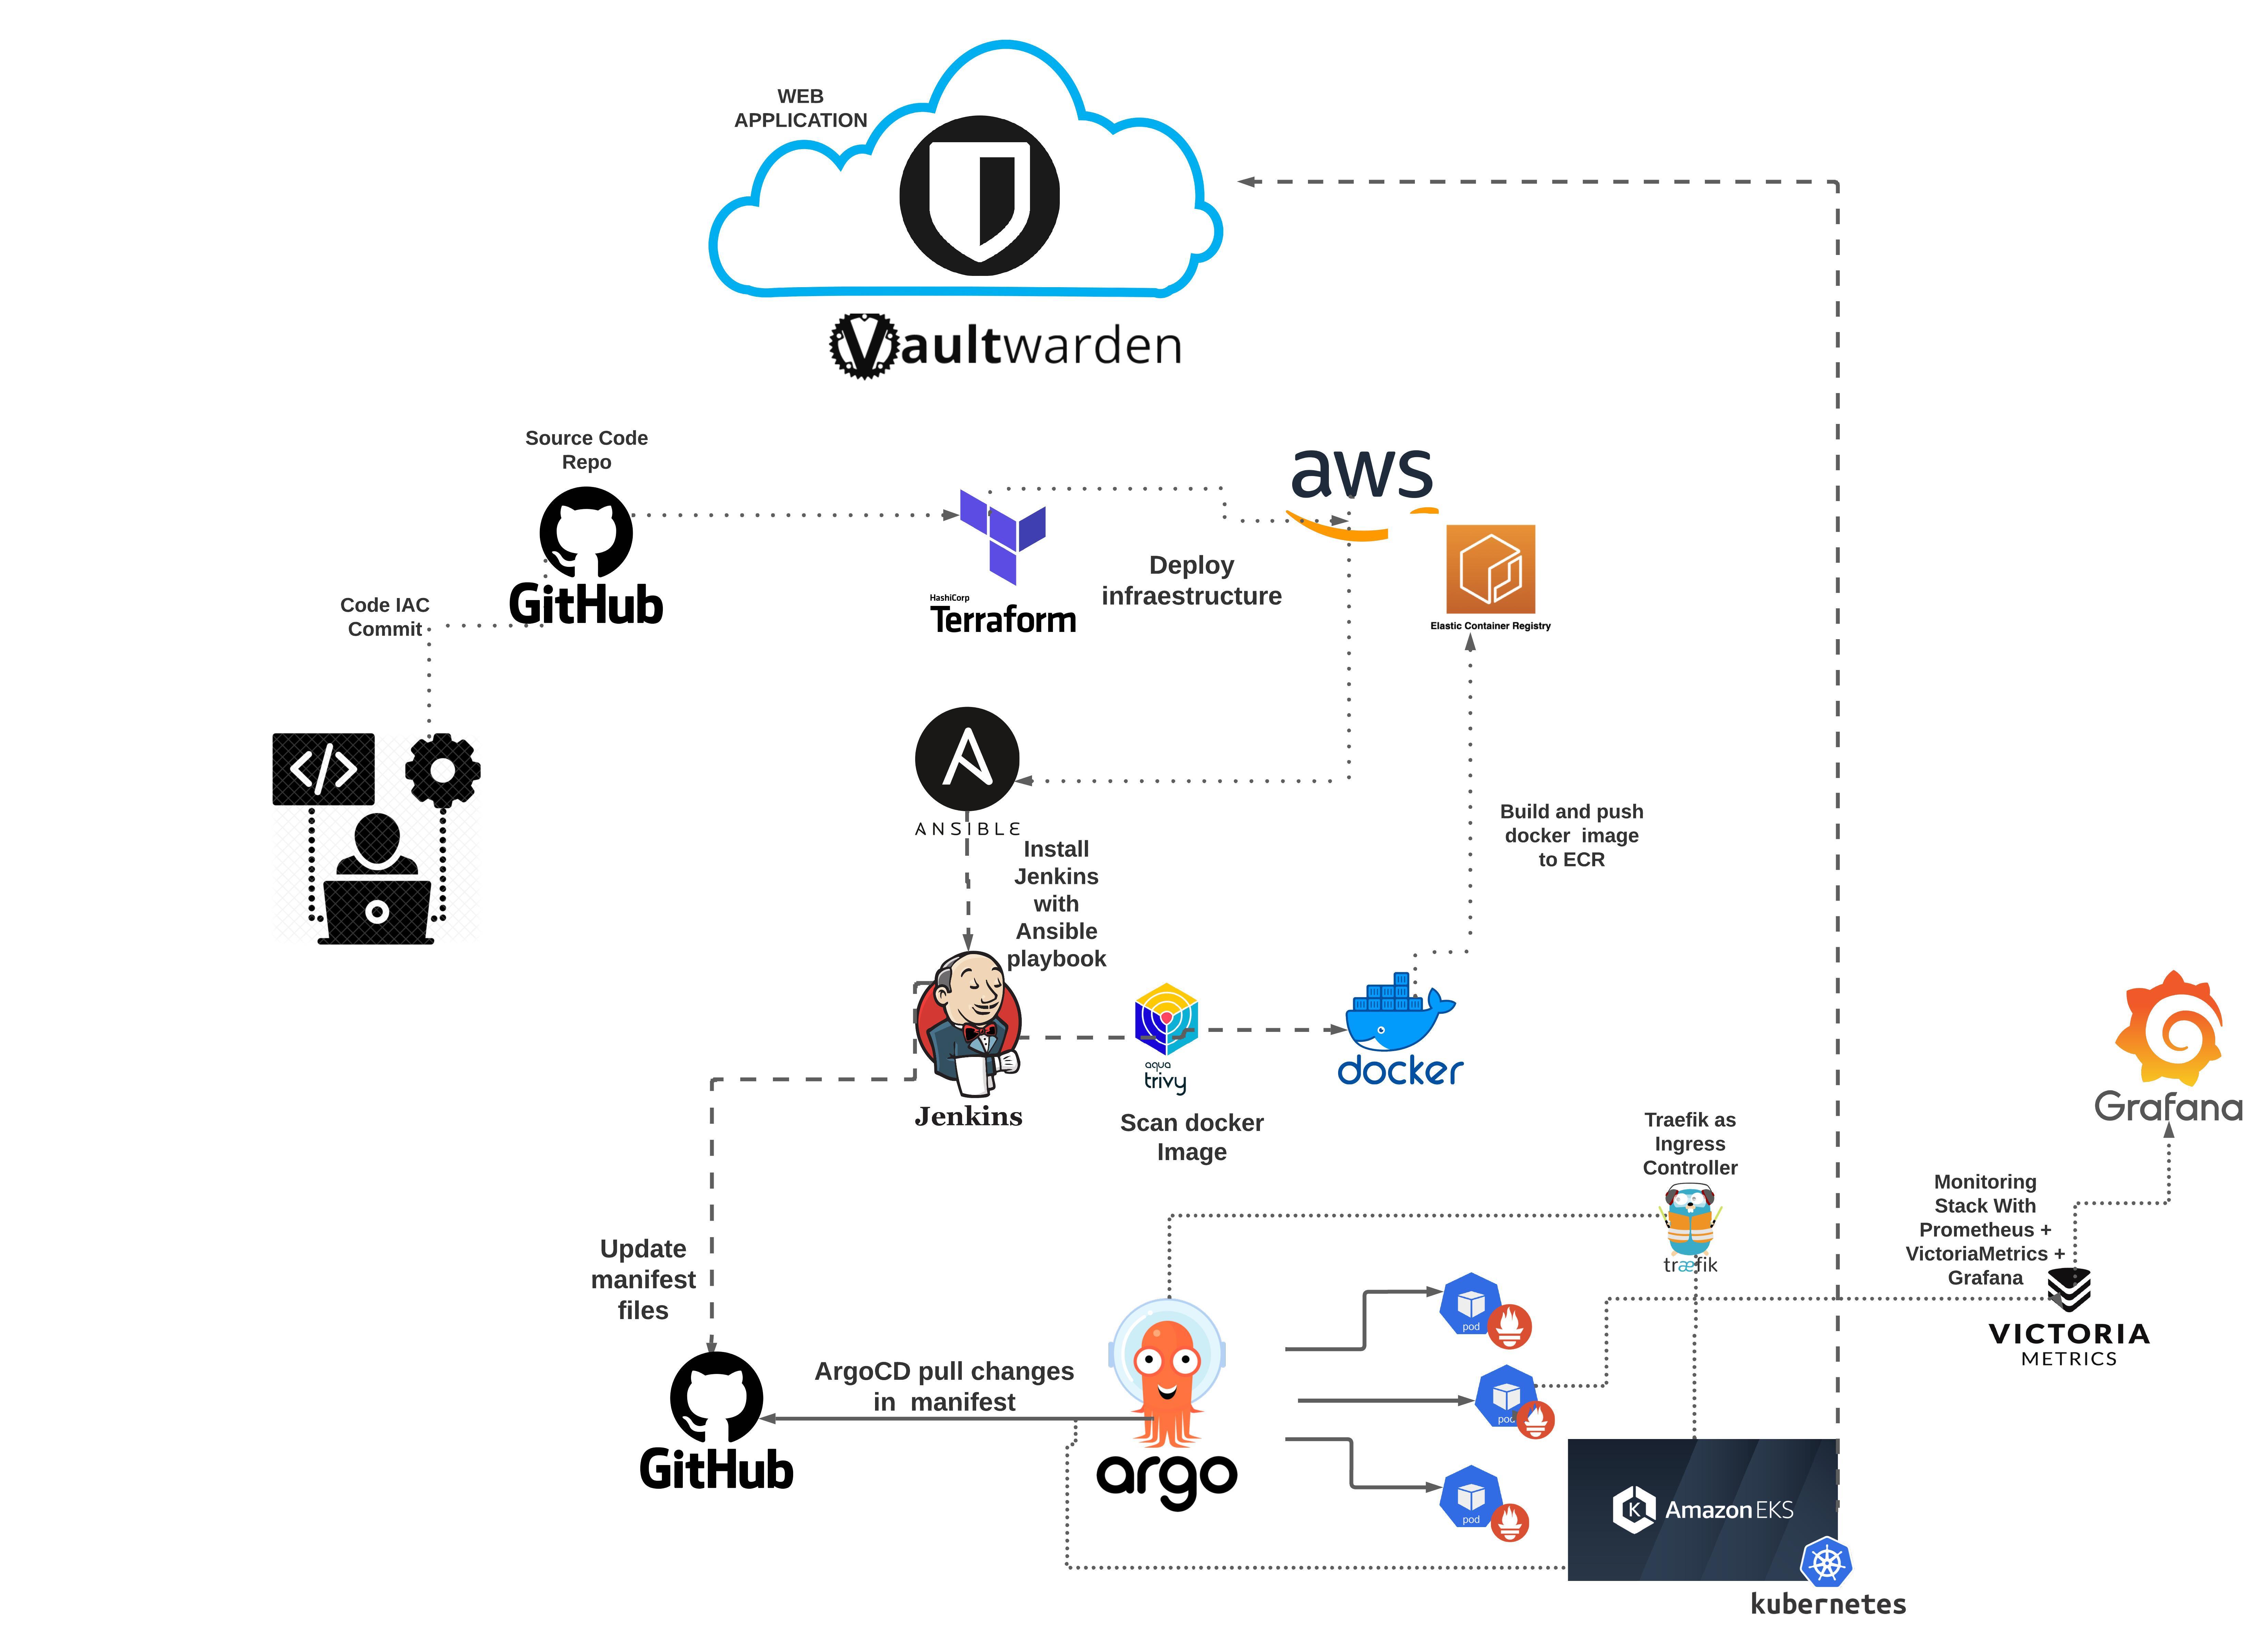 WEB
APPLICATION
Vaultwarden
Source Code
Repo
GitHub
Code IAC
Commit
HashiCorp
Terraform
Deploy
infraestructure
aws
Elastic Container Registry
ANSIBLE
Install
Jenkins
with
Ansible
playbook
Build and push
docker image
to ECR
Jenkins
aqua
trivy
Scan docker
Image
docker
Grafana
Traefik as
Ingress
Controller
træfik
Monitoring
Stack With
Prometheus +
VictoriaMetrics +
Grafana
VICTORIA
METRICS
Update
manifest
files
GitHub
ArgoCD pull changes
in manifest
argo
pod
pod
pod
K
Amazon EKS
kubernetes